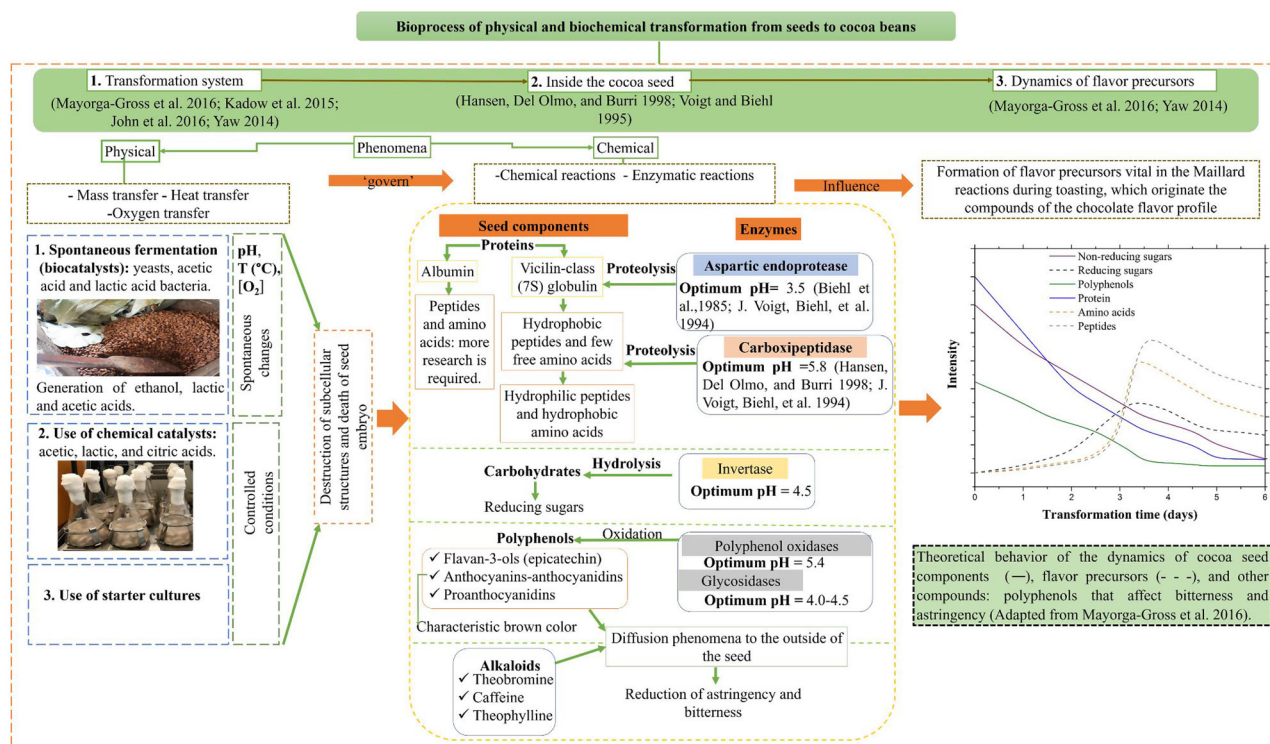 Bioprocess of physical and biochemical transformation from seeds to cocoa beans
1. Transformation system
(Mayorga-Gross et al. 2016; Kadow et al. 2015;
John et al. 2016; Yaw 2014)
2. Inside the cocoa seed
(Hansen, Del Olmo, and Burri 1998; Voigt and Biehl
1995)
3. Dynamics of flavor precursors
(Mayorga-Gross et al. 2016; Yaw 2014)
Physical
Phenomena
Chemical
- Mass transfer - Heat transfer
-Oxygen transfer
'govern'
-Chemical reactions - Enzymatic reactions
Influence
Formation of flavor precursors vital in the Maillard
reactions during toasting, which originate the
compounds of the chocolate flavor profile
1. Spontaneous fermentation
(biocatalysts): yeasts, acetic
acid and lactic acid bacteria.
Generation of ethanol, lactic
and acetic acids.
2. Use of chemical catalysts:
acetic, lactic, and citric acids.
3. Use of starter cultures
pH,
T (°C),
[O₂]
Spontaneous
changes
Controlled
conditions
Destruction of subcellular
structures and death of seed
embryo
Seed components
Enzymes
Proteins
Albumin
Peptides
and amino
acids: more
research is
required.
Vicilin-class
(7S) globulin
Hydrophobic
peptides and few
free amino acids
Hydrophilic peptides
and hydrophobic
amino acids
Proteolysis
Aspartic endoprotease
Optimum pH= 3.5 (Biehl
et al.,1985; J. Voigt, Biehl, et al.
1994)
Proteolysis
Carboxipeptidase
Optimum pH =5.8 (Hansen,
Del Olmo, and Burri 1998; J.
Voigt, Biehl, et al. 1994)
Carbohydrates
Hydrolysis
Reducing sugars
Invertase
Optimum pH = 4.5
Polyphenols
Oxidation
✓ Flavan-3-ols (epicatechin)
✓ Anthocyanins-anthocyanidins
✓ Proanthocyanidins
Polyphenol oxidases
Optimum pH = 5.4
Glycosidases
Optimum pH = 4.0-4.5
Characteristic brown color
Diffusion phenomena to the outside of
the seed
Alkaloids
✓ Theobromine
✓ Caffeine
✓ Theophylline
Reduction of astringency and
bitterness
Non-reducing sugars
Reducing sugars
Polyphenols
Protein
Amino acids
Peptides
Intensity
0 1 2 3 4 5 6
Transformation time (days)
Theoretical behavior of the dynamics of cocoa seed
components (—), flavor precursors (- - -), and other
compounds: polyphenols that affect bitterness and
astringency (Adapted from Mayorga-Gross et al. 2016).